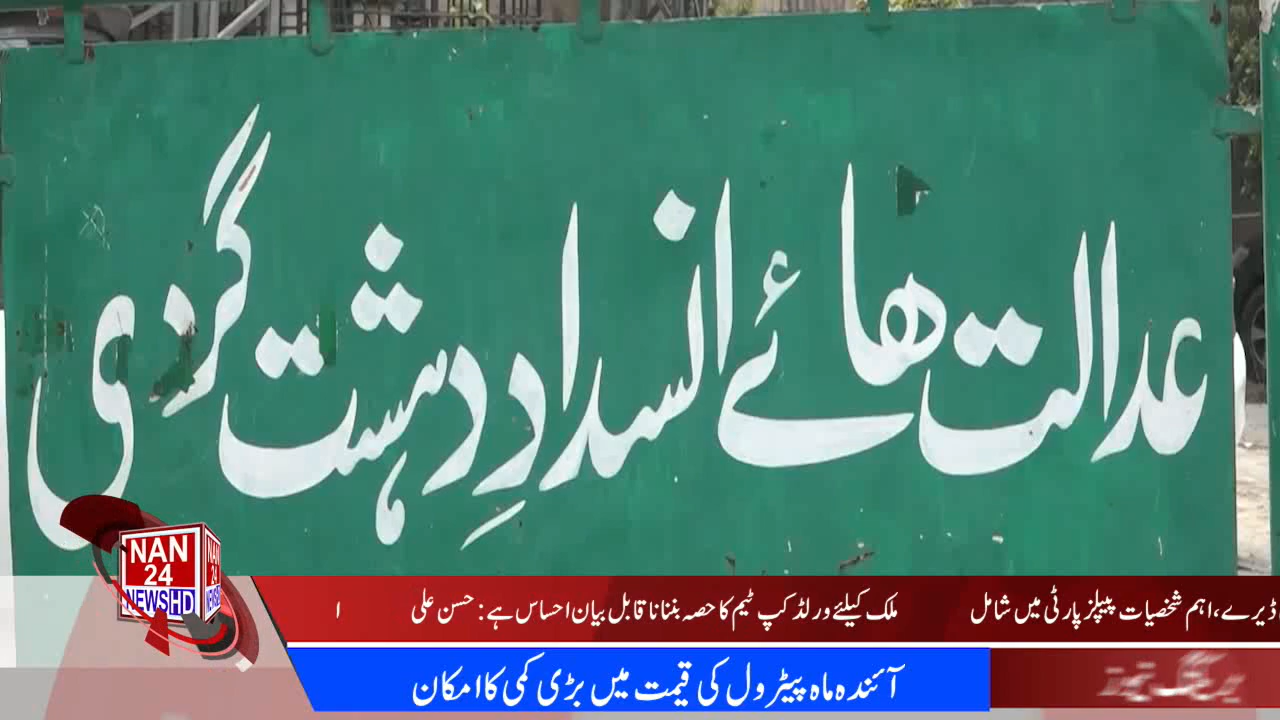 عدالت ھائے انسدادِ دہشت گردی
NAN
24
NEWSHD
ڈیرے، اہم شخصیات پیپلز پارٹی میں شامل
ملک کیلئے ورلڈ کپ ٹیم کا حصہ بننا ناقابل بیان احساس ہے: حسن علی
ا
آئندہ ماہ پیٹرول کی قیمت میں بڑی کمی کا امکان